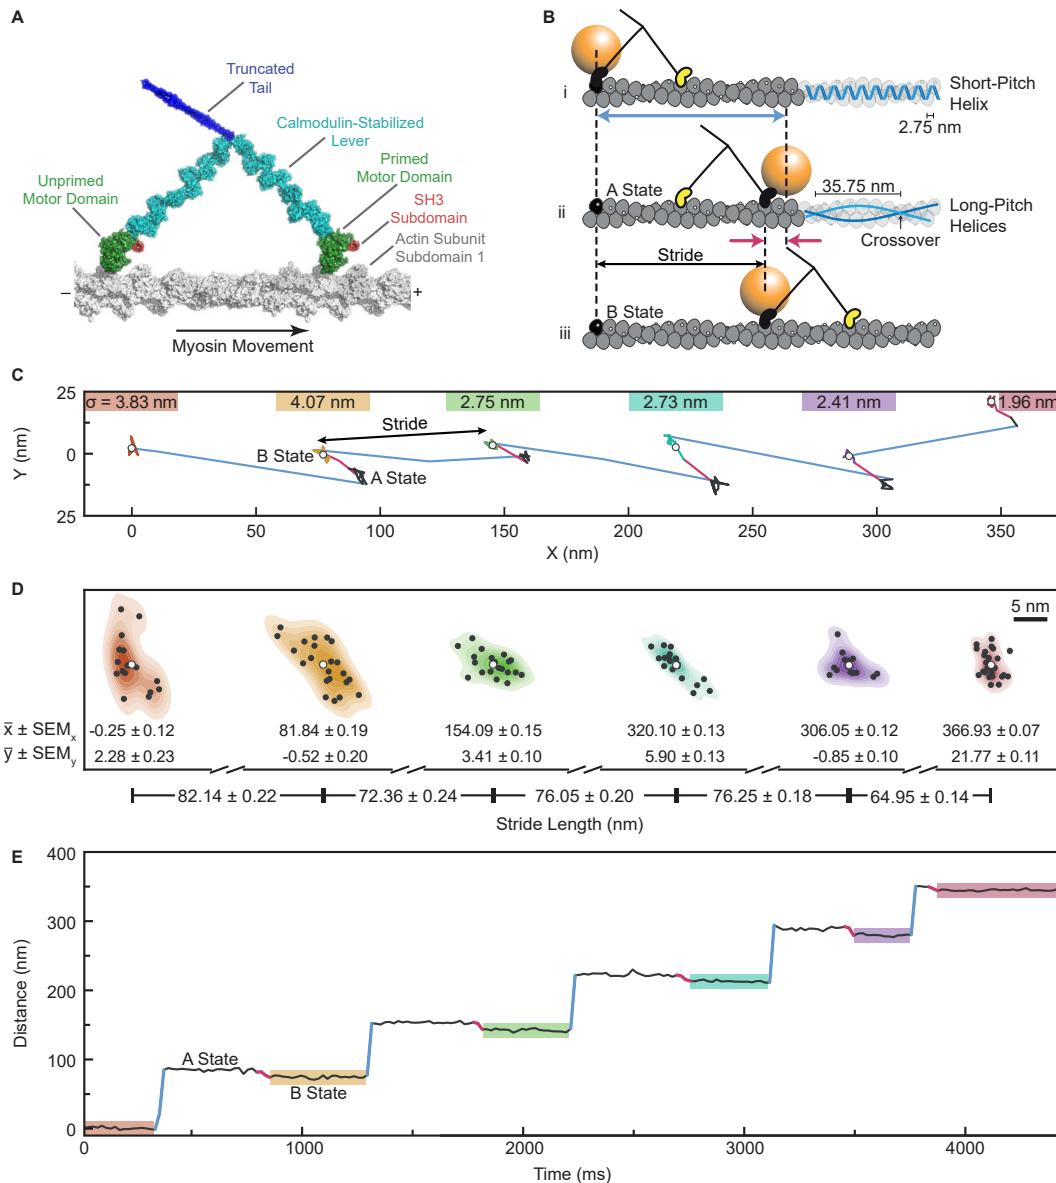 A
Truncated
Tail
Calmodulin-Stabilized
Lever
Unprimed
Motor Domain
Primed
Motor Domain
SH3
Subdomain
Actin Subunit
Subdomain 1
–
+
Myosin Movement
B
i
Short-Pitch
Helix
2.75 nm
A State
35.75 nm
ii
Long-Pitch
Helices
Crossover
Stride
B State
iii
C
25
0
25
Y (nm)
σ = 3.83 nm
4.07 nm
2.75 nm
2.73 nm
2.41 nm
1.96 nm
Stride
B State
A State
0
50
100
150
200
250
300
350
X (nm)
D
5 nm
x̅ ± SEMx
-0.25 ± 0.12
81.84 ± 0.19
154.09 ± 0.15
320.10 ± 0.13
306.05 ± 0.12
366.93 ± 0.07
y̅ ± SEMy
2.28 ± 0.23
-0.52 ± 0.20
3.41 ± 0.10
5.90 ± 0.13
-0.85 ± 0.10
21.77 ± 0.11
82.14 ± 0.22
72.36 ± 0.24
76.05 ± 0.20
76.25 ± 0.18
64.95 ± 0.14
Stride Length (nm)
E
400
300
200
100
0
Distance (nm)
A State
B State
0
1000
2000
3000
4000
Time (ms)